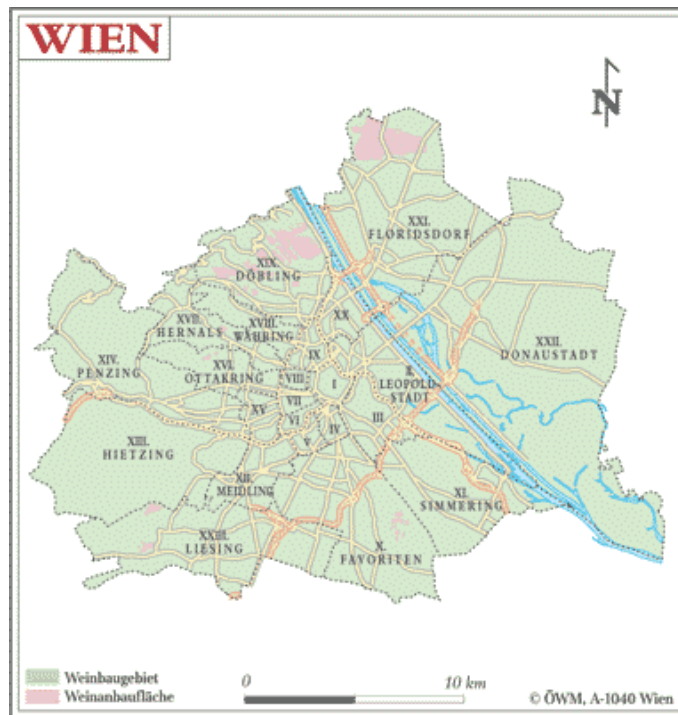 WIEN
N
XXI.
FLORIDSDORF
XIX.
DÖBLING
XX
XVII.
HERNALS
XVIII.
WÄHRING
XXII.
DONAUSTADT
XIV.
PENZING
XVI.
OTTAKRING
IX
VIII
I
II.
LEOPOLD-
STADT
VII
XV
VI
IV
III
V
XIII.
HIETZING
XII.
MEIDLING
XI.
SIMMERING
XXIII.
LIESING
X.
FAVORITEN
Weinbaugebiet
Weinanbaufläche
0 10 km
© ÖWM, A-1040 Wien